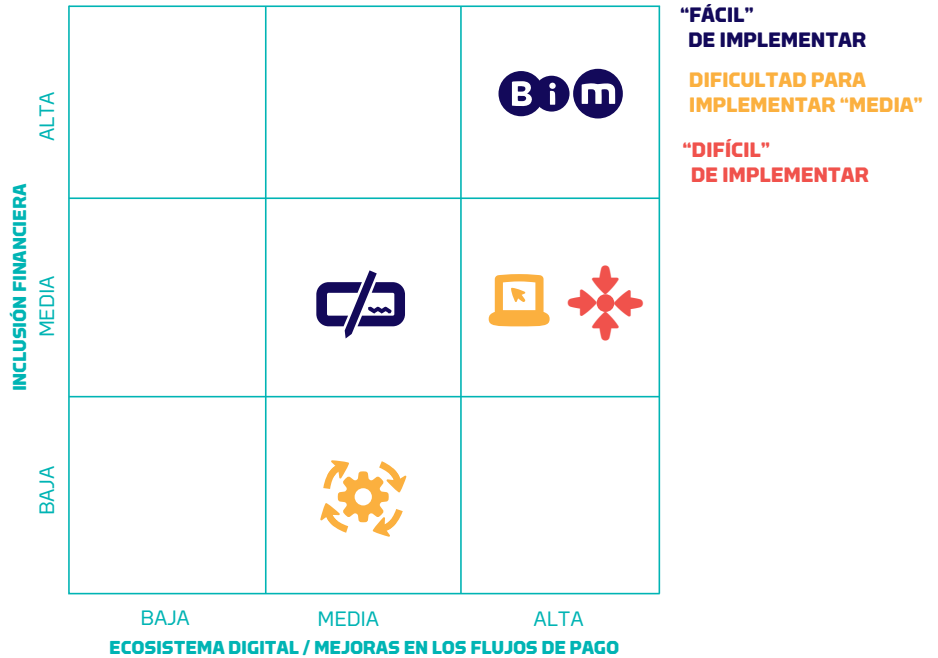 “FÁCIL”
DE IMPLEMENTAR
DIFICULTAD PARA
IMPLEMENTAR “MEDIA”
“DIFÍCIL”
DE IMPLEMENTAR
Bim
INCLUSIÓN FINANCIERA
ALTA
MEDIA
BAJA
BAJA
MEDIA
ALTA
ECOSISTEMA DIGITAL / MEJORAS EN LOS FLUJOS DE PAGO